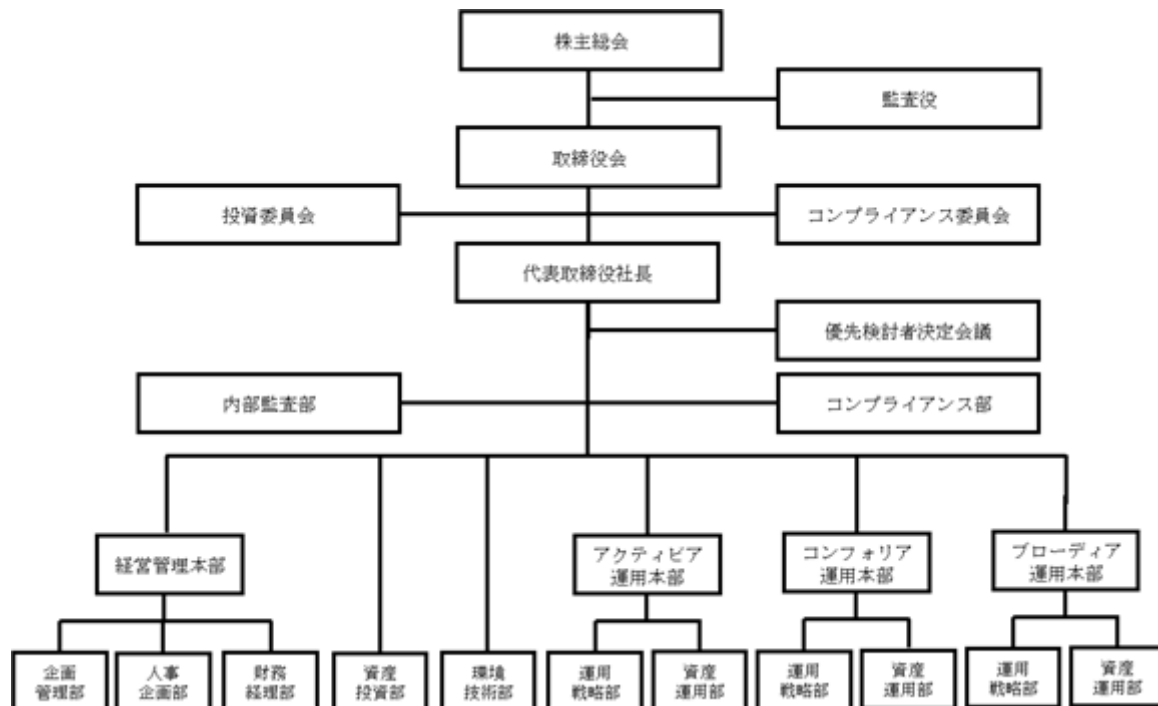 株主総会
監査役
取締役会
投資委員会
コンプライアンス委員会
代表取締役社長
優先検討者決定会議
内部監査部
コンプライアンス部
経営管理本部
アクティビア
運用本部
コンフォリア
運用本部
ブローディア
運用本部
企画
管理部
人事
企画部
財務
経理部
資産
投資部
環境
技術部
運用
戦略部
資産
運用部
運用
戦略部
資産
運用部
運用
戦略部
資産
運用部